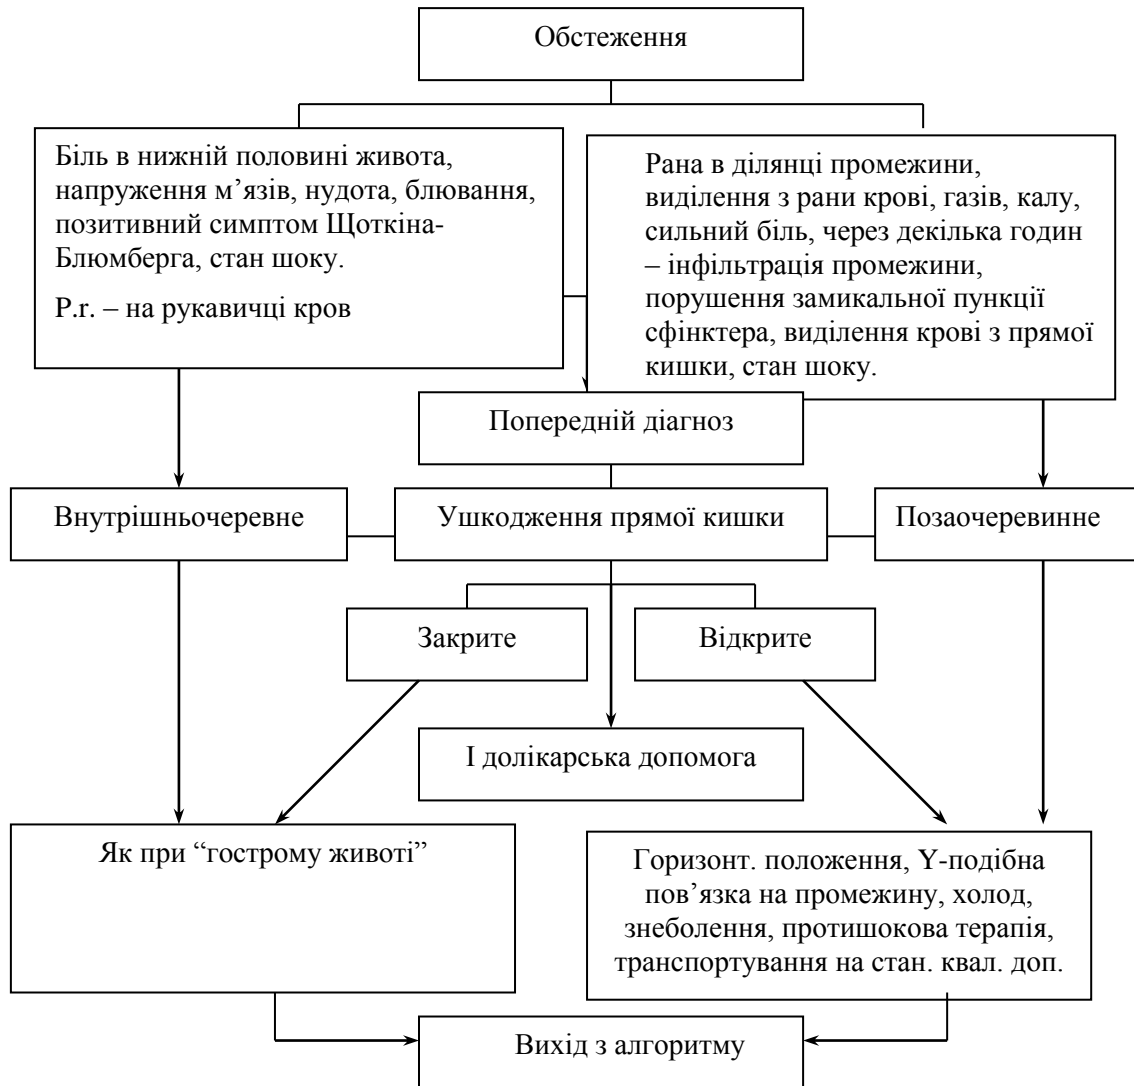 Обстеження
Біль в нижній половині живота,
напруження м’язів, нудота, блювання,
позитивний симптом Щоткіна-
Блюмберга, стан шоку.
P.r. – на рукавичці кров
Рана в ділянці промежини,
виділення з рани крові, газів, калу,
сильний біль, через декілька годин
– інфільтрація промежини,
порушення замикальної пункції
сфінктера, виділення крові з прямої
кишки, стан шоку.
Попередній діагноз
Внутрішньочеревне
Ушкодження прямої кишки
Позаочеревинне
Закрите
Відкрите
І долікарська допомога
Як при “гострому животі”
Горизонт. положення, Y-подібна
пов’язка на промежину, холод,
знеболення, протишокова терапія,
транспортування на стан. квал. доп.
Вихід з алгоритму